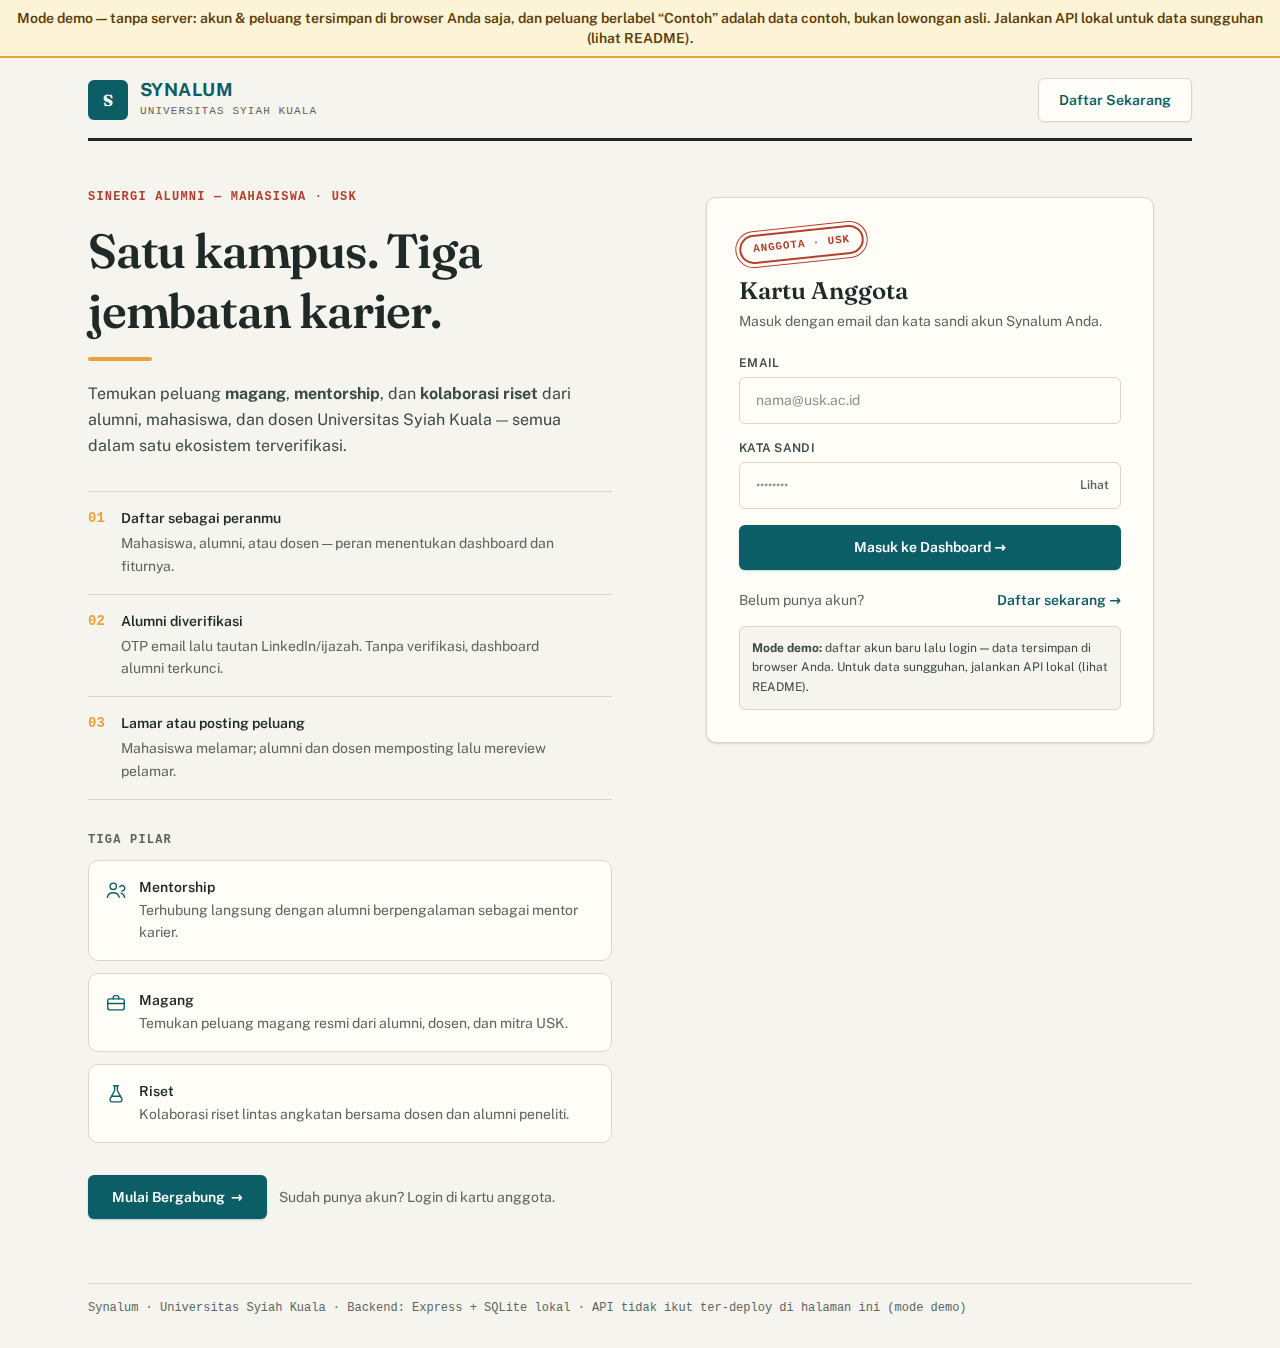 Mode demo — tanpa server: akun & peluang tersimpan di browser Anda saja, dan peluang berlabel “Contoh” adalah data contoh, bukan lowongan asli. Jalankan API lokal untuk data sungguhan
(lihat README).
S
SYNALUM
UNIVERSITAS SYIAH KUALA
Daftar Sekarang
SINERGI ALUMNI — MAHASISWA · USK
Satu kampus. Tiga
jembatan karier.
Temukan peluang magang, mentorship, dan kolaborasi riset dari
alumni, mahasiswa, dan dosen Universitas Syiah Kuala — semua
dalam satu ekosistem terverifikasi.
01 Daftar sebagai peranmu
Mahasiswa, alumni, atau dosen — peran menentukan dashboard dan
fiturnya.
02 Alumni diverifikasi
OTP email lalu tautan LinkedIn/ijazah. Tanpa verifikasi, dashboard
alumni terkunci.
03 Lamar atau posting peluang
Mahasiswa melamar; alumni dan dosen memposting lalu mereview
pelamar.
TIGA PILAR
Mentorship
Terhubung langsung dengan alumni berpengalaman sebagai mentor
karier.
Magang
Temukan peluang magang resmi dari alumni, dosen, dan mitra USK.
Riset
Kolaborasi riset lintas angkatan bersama dosen dan alumni peneliti.
Mulai Bergabung →
Sudah punya akun? Login di kartu anggota.
ANGGOTA · USK
Kartu Anggota
Masuk dengan email dan kata sandi akun Synalum Anda.
EMAIL
nama@usk.ac.id
KATA SANDI
••••••••
Lihat
Masuk ke Dashboard →
Belum punya akun?
Daftar sekarang →
Mode demo: daftar akun baru lalu login — data tersimpan di
browser Anda. Untuk data sungguhan, jalankan API lokal (lihat
README).
Synalum · Universitas Syiah Kuala · Backend: Express + SQLite lokal · API tidak ikut ter-deploy di halaman ini (mode demo)